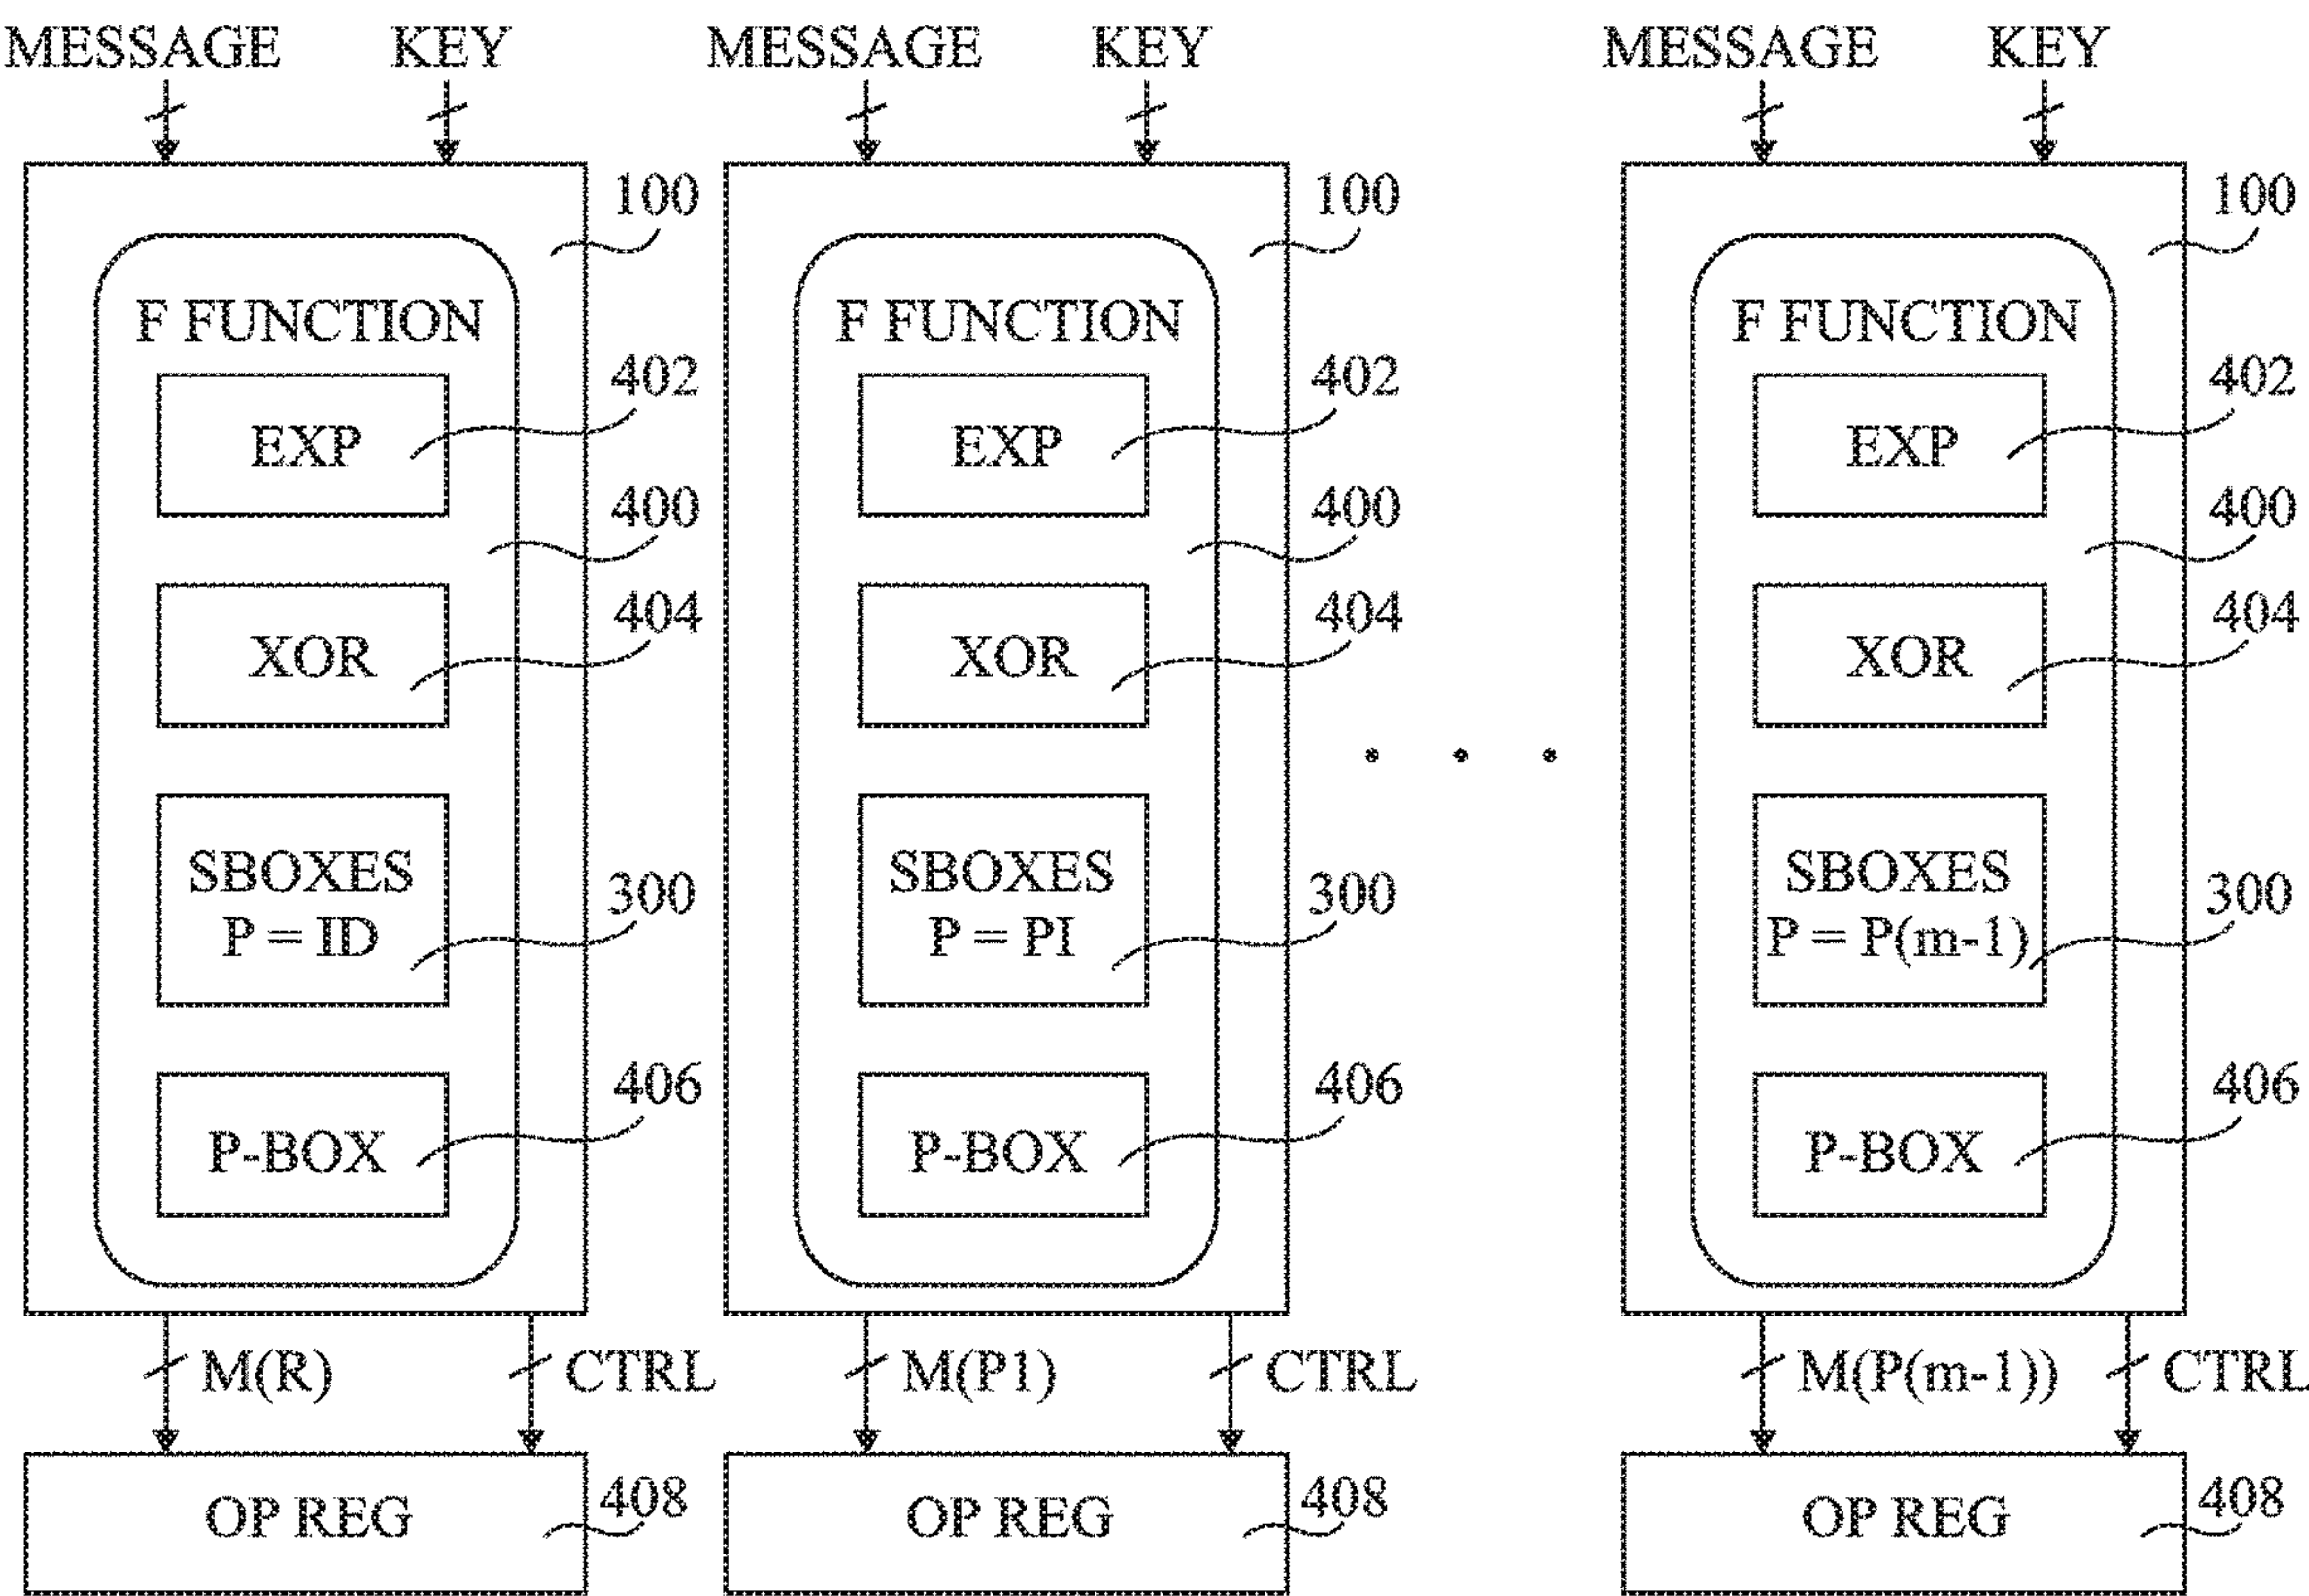 MESSAGE KEY MESSAGE KEY MESSAGE KEY
100 100 100
F FUNCTION F FUNCTION F FUNCTION
402 402 402
EXP EXP EXP
400 400 400
404 404 404
XOR XOR XOR
. . .
SBOXES SBOXES SBOXES
300 300 300
P = ID P = PI P = P(m-1)
406 406 406
P-BOX P-BOX P-BOX
M(R) CTRL M(P1) CTRL M(P(m-1)) CTRL
408 408 408
OP REG OP REG OP REG